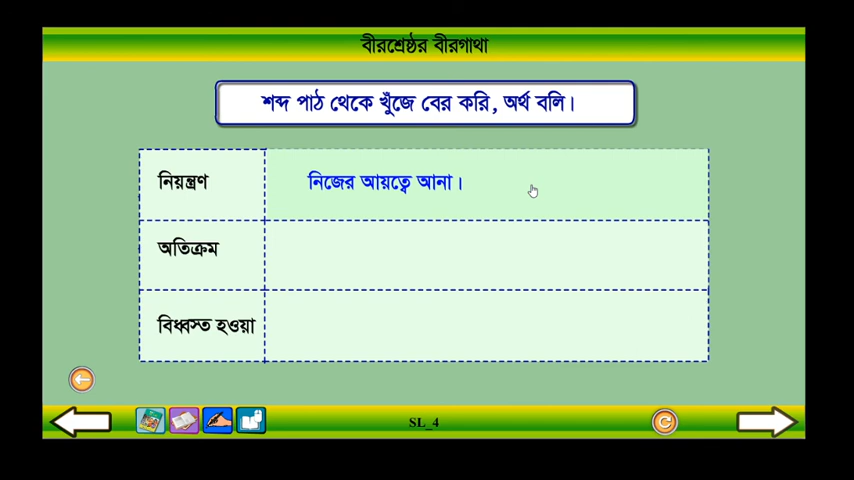 বীরশ্রেষ্ঠর বীরগাথা
শব্দ পাঠ থেকে খুঁজে বের করি, অর্থ বলি।
নিয়ন্ত্রণ
নিজের আয়ত্বে আনা।
অতিক্রম
বিধ্বস্ত হওয়া
SL_4